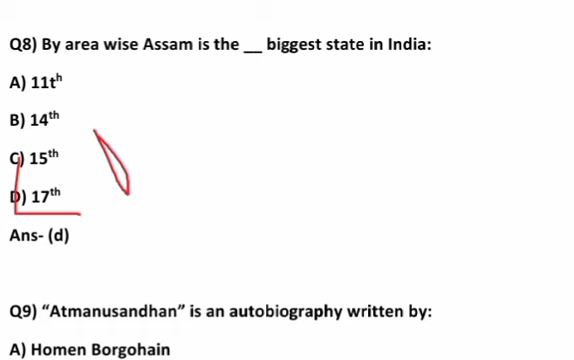 Q8) By area wise Assam is the __ biggest state in India:
A) 11th
B) 14th
C) 15th
D) 17th
Ans- (d)
Q9) “Atmanusandhan” is an autobiography written by:
A) Homen Borgohain